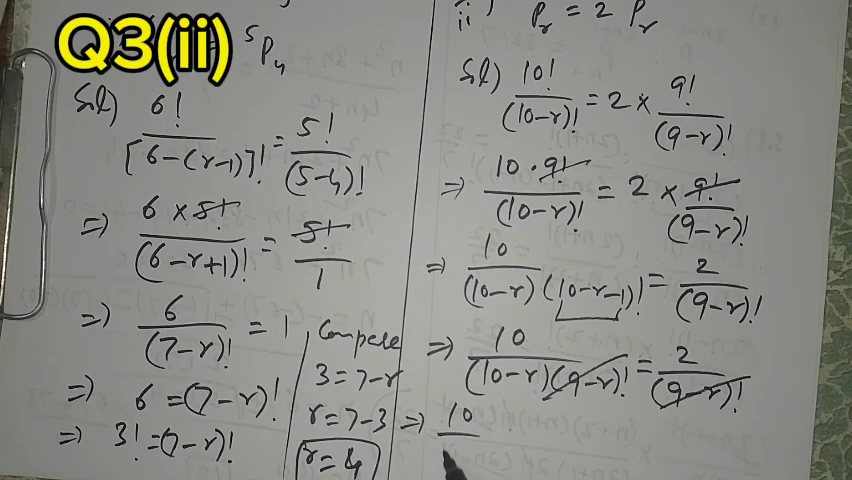 Q3(ii)
= ⁵P₄
Sol) 6!/[6-(r-1)]! = 5!/(5-4)!
⇒ 6 × 5!/(6-r+1)! = 5!/1
⇒ 6/(7-r)! = 1
⇒ 6 = (7-r)!
⇒ 3! = (7-r)!
Compare
3 = 7-r
r = 7-3
r = 4
ii) Pᵣ = 2 Pᵣ
Sol) 10!/(10-r)! = 2 × 9!/(9-r)!
⇒ 10 · 9!/(10-r)! = 2 × 9!/(9-r)!
⇒ 10/(10-r)(10-r-1)! = 2/(9-r)!
⇒ 10/(10-r)(9-r)! = 2/(9-r)!
⇒ 10